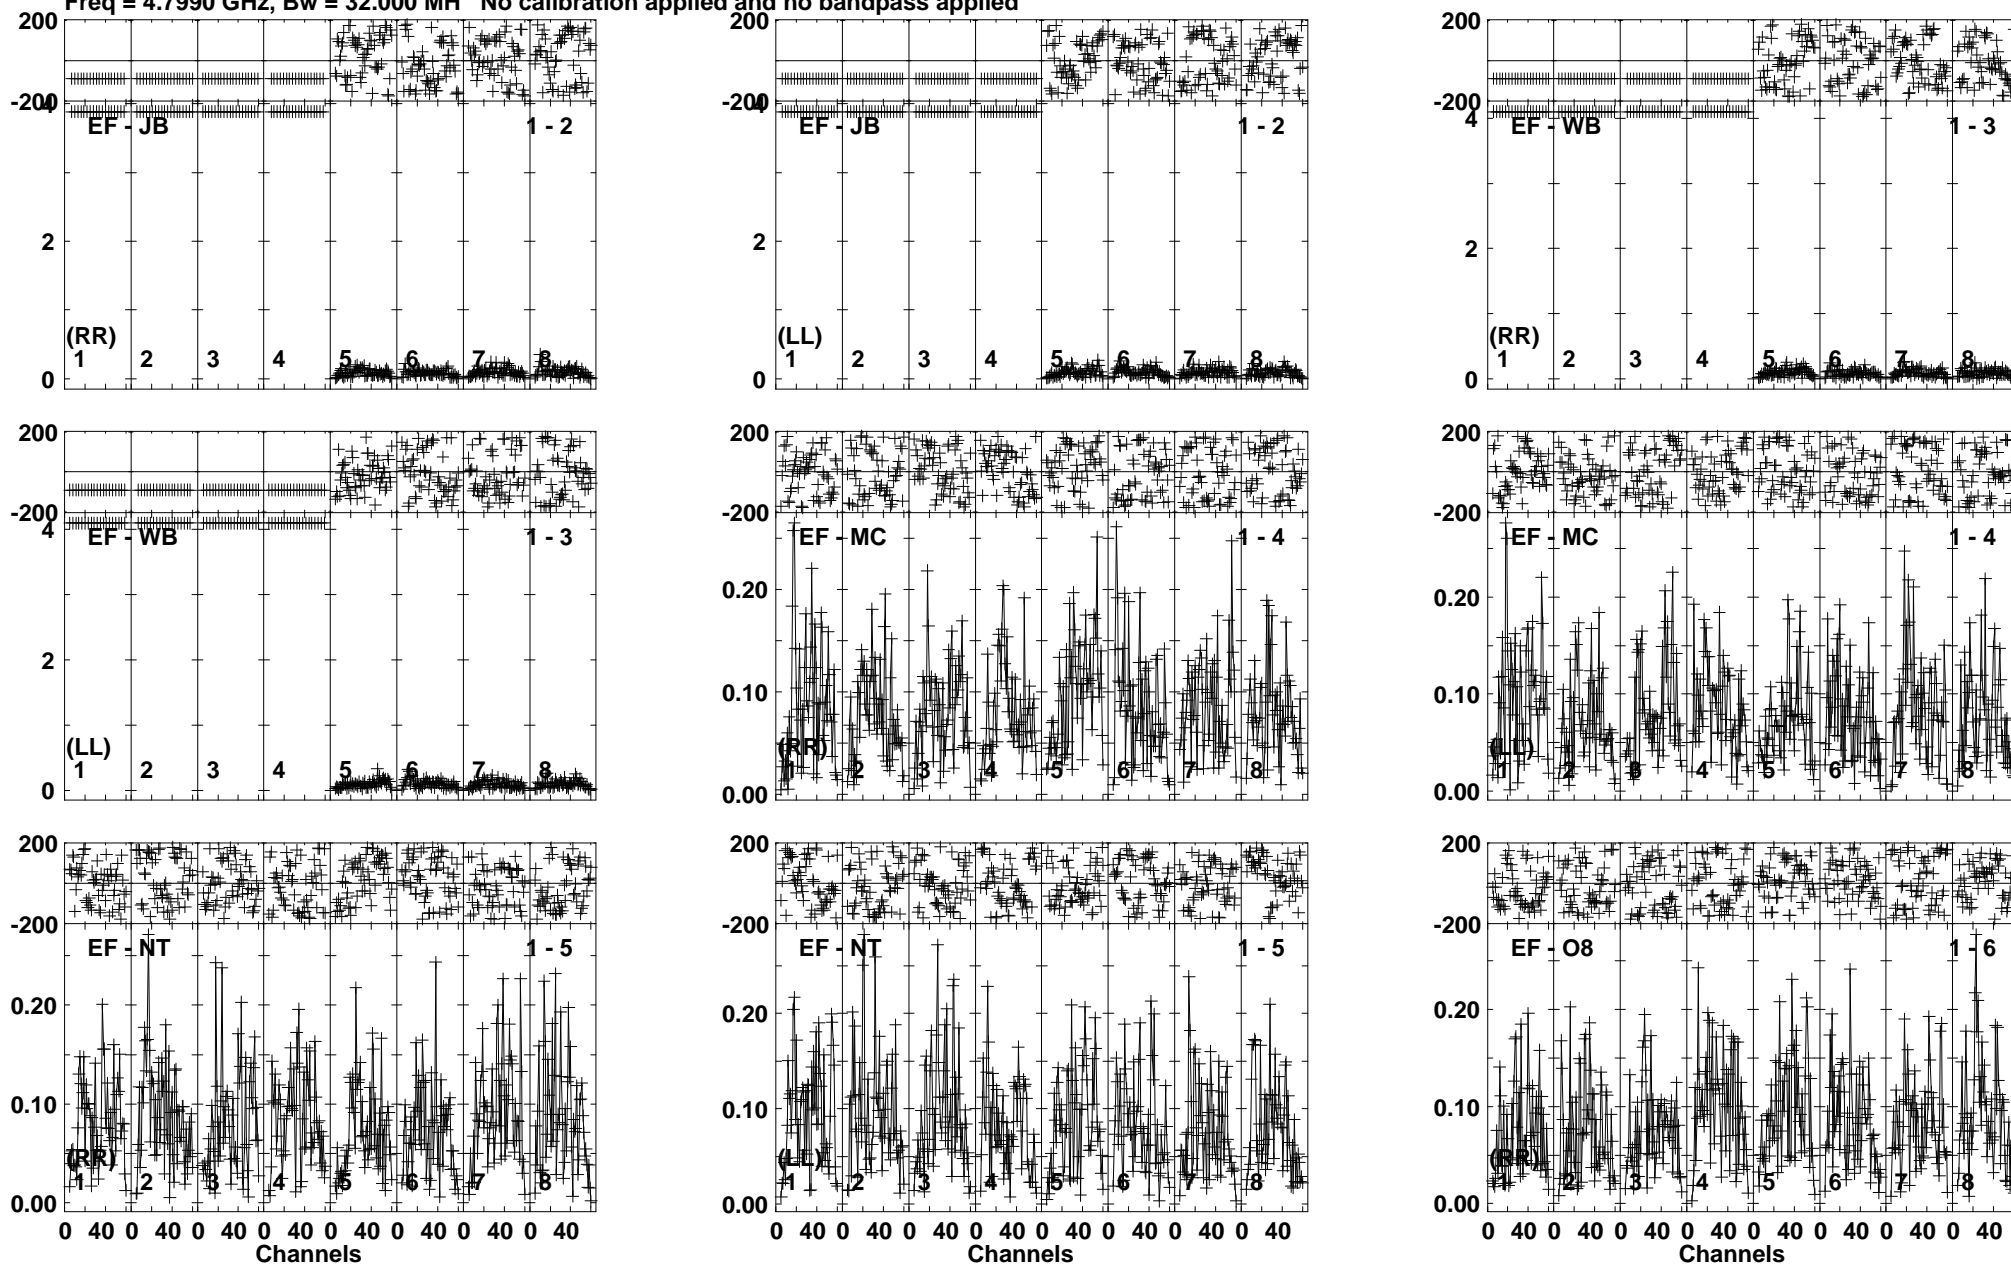 Freq = 4.7990 GHz, Bw = 32.000 MH   No calibration applied and no bandpass applied
200 200 200
-200 -200 -200
4 4 4
EF - JB 1 - 2 EF - JB 1 - 2 EF - WB 1 - 3
2 2 2
(RR) (LL) (RR)
1 2 3 4 5 6 7 8 1 2 3 4 5 6 7 8 1 2 3 4 5 6 7 8
0 0 0
200 200 200
-200 -200 -200
4
EF - WB 1 - 3 EF - MC 1 - 4 EF - MC 1 - 4
0.20 0.20
2
0.10 0.10
(LL) (RR) (LL)
1 2 3 4 5 6 7 8 1 2 3 4 5 6 7 8 1 2 3 4 5 6 7 8
0 0.00 0.00
200 200 200
-200 -200 -200
EF - NT 1 - 5 EF - NT 1 - 5 EF - O8 1 - 6
0.20 0.20 0.20
0.10 0.10 0.10
(RR) (LL) (RR)
1 2 3 4 5 6 7 8 1 2 3 4 5 6 7 8 1 2 3 4 5 6 7 8
0.00 0.00 0.00
0 40 0 40 0 40 0 40 0 40 0 40 0 40 0 40 0 40 0 40 0 40 0 40 0 40 0 40 0 40 0 40 0 40 0 40 0 40 0 40 0 40 0 40 0 40 0 40
Channels Channels Channels